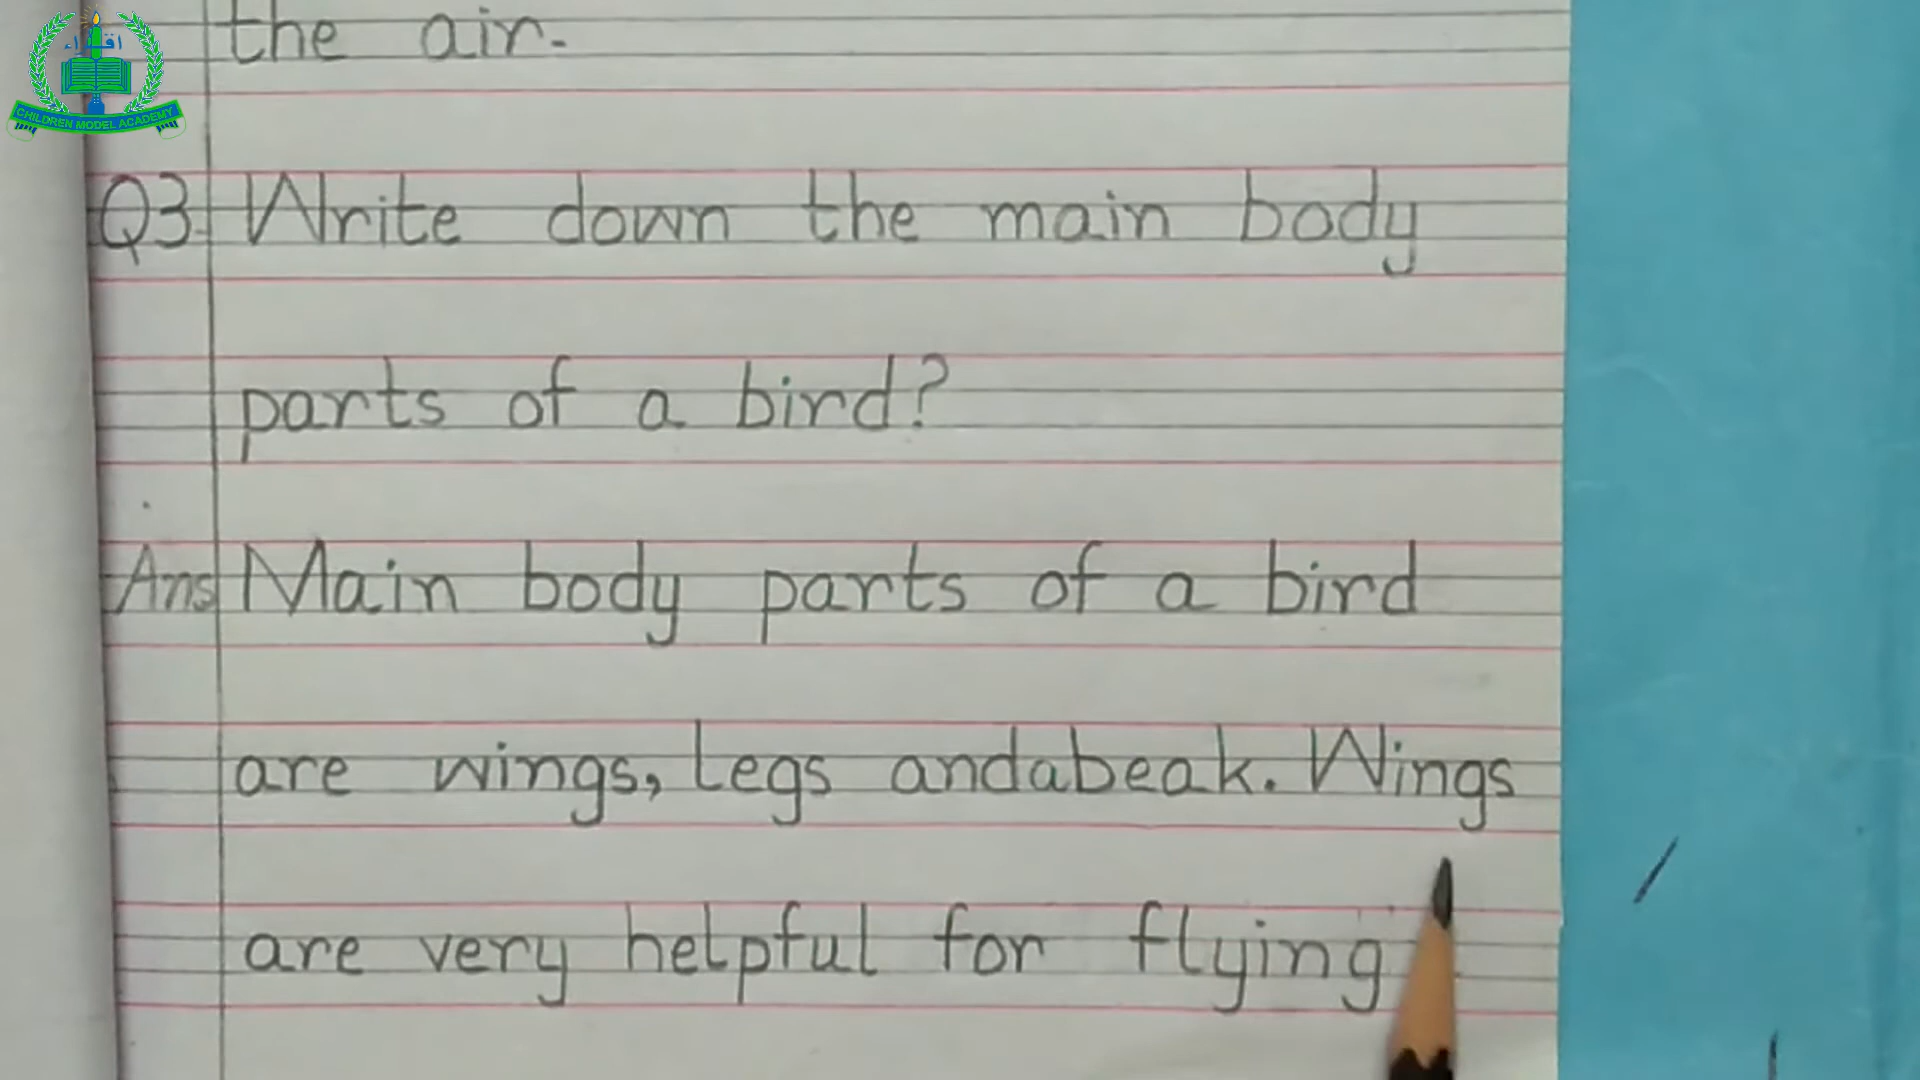 اقراء
CHILDREN MODEL ACADEMY
the air.
Q3. Write down the main body
parts of a bird?
Ans Main body parts of a bird
are wings, legs andabeak. Wings
are very helpful for flying